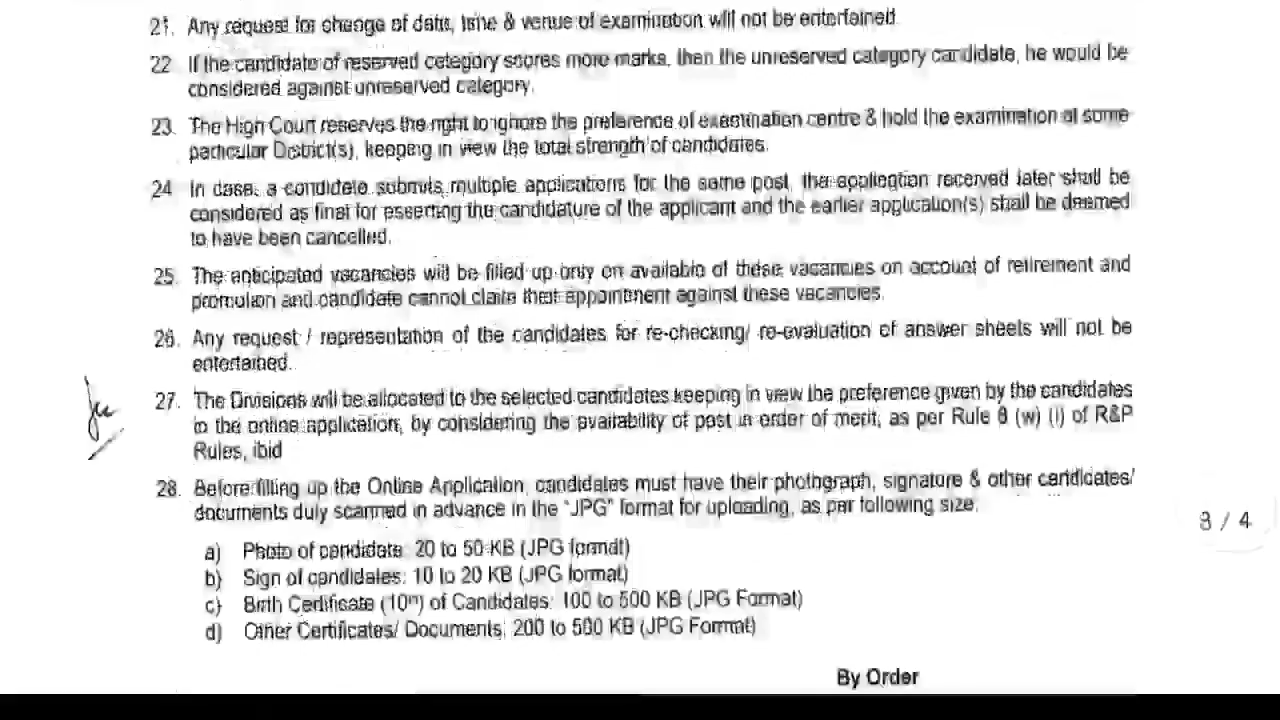 21. Any request for change of date, time & venue of examination will not be entertained.
22 If the candidate of reserved category scores more marks, then the unreserved category candidate, he would be
considered against unreserved category.
23. The High Court reserves the right to ignore the preference of examination centre & hold the examination at some
particular District(s), keeping in view the total strength of candidates.
24 In case, a candidate submits multiple applications for the same post, the application received later shall be
considered as final for asserting the candidature of the applicant and the earlier application(s) shall be deemed
to have been cancelled.
25. The anticipated vacancies will be filled up only on available of these vacancies on account of retirement and
promotion and candidate cannot claim their appointment against these vacancies.
26. Any request / representation of the candidates for re-checking/ re-evaluation of answer sheets will not be
entertained.
27. The Divisions will be allocated to the selected candidates keeping in view the preference given by the candidates
in the online application, by considering the availability of post in order of merit, as per Rule (w) (i) of R&P
Rules, ibid
28. Before filling up the Online Application, candidates must have their photograph, signature & other certificates/
documents duly scanned in advance in the "JPG" format for uploading, as per following size:
3 / 4
a) Photo of candidate: 20 to 50 KB (JPG format)
b) Sign of candidates: 10 to 20 KB (JPG format)
c) Birth Certificate (10th) of Candidates: 100 to 500 KB (JPG Format)
d) Other Certificates/ Documents: 200 to 500 KB (JPG Format)
By Order